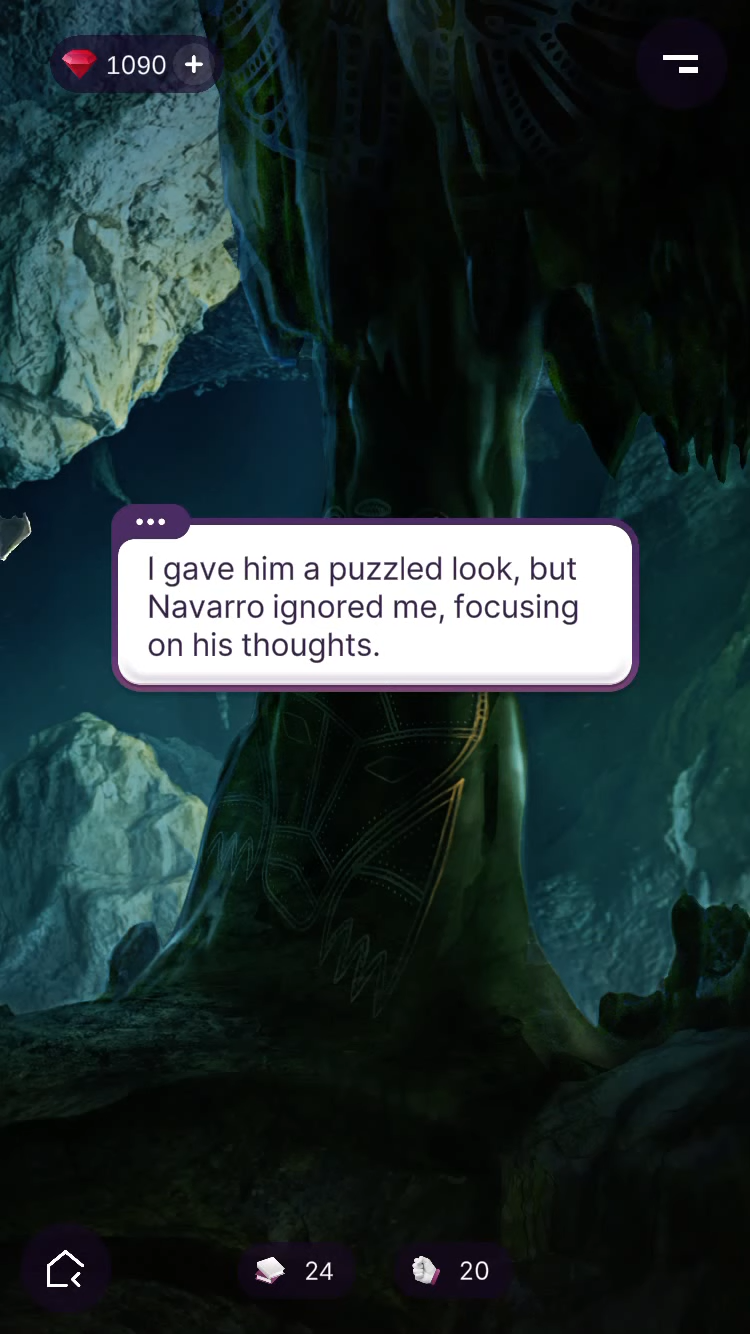 1090
I gave him a puzzled look, but
Navarro ignored me, focusing
on his thoughts.
24
20